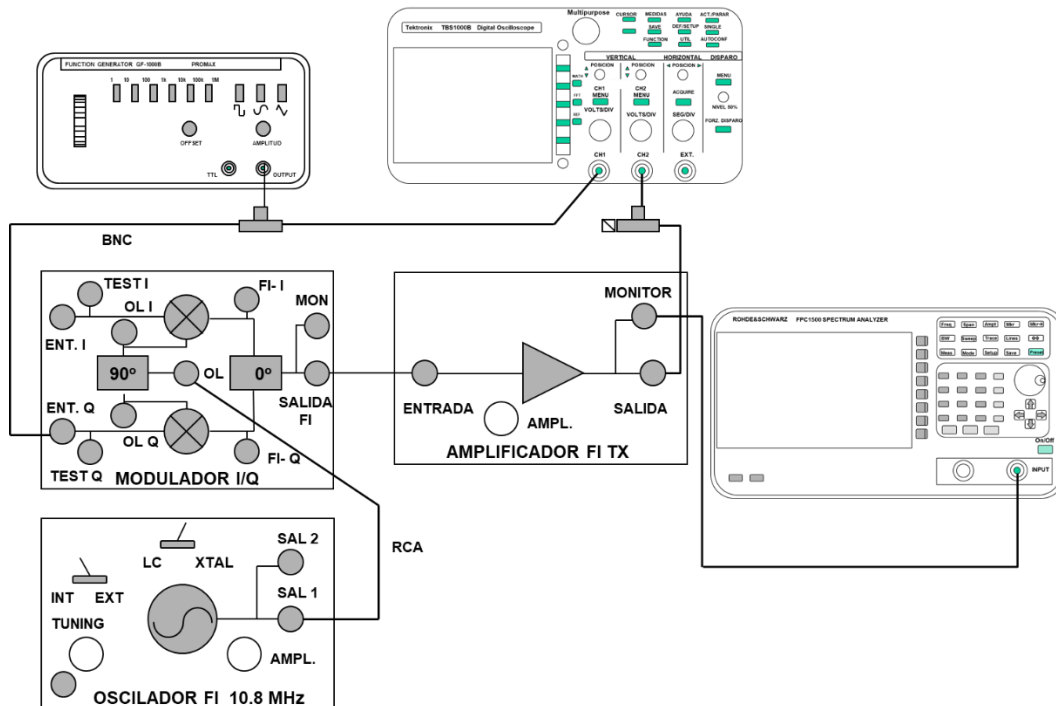 FUNCTION GENERATOR GF-1000B PROMAX
1 10 100 1k 10k 100k 1M
OFFSET
AMPLITUD
TTL
OUTPUT
Multipurpose
Tektronix TBS1000B Digital Oscilloscope
CURSOR MEDIDAS AYUDA ACT./PARAR
SAVE DEF/SETUP SINGLE
FUNCTION UTIL AUTOCONF
VERTICAL HORIZONTAL DISPARO
POSCION POSCION POSCION
MATH
FFT
REF
CH1 MENU
CH2 MENU
ACQUIRE
MENU
NIVEL 50%
VOLTS/DIV VOLTS/DIV SEG/DIV
FORZ. DISPARO
CH1 CH2 EXT.
BNC
TEST I
OL I
FI- I
MON
ENT. I
90º
OL
0º
ENT. Q
SALIDA
FI
OL Q
TEST Q
FI- Q
MODULADOR I/Q
MONITOR
ENTRADA
AMPL.
SALIDA
AMPLIFICADOR FI TX
ROHDE&SCHWARZ FPC1500 SPECTRUM ANALYZER
Freq Span Ampt Mkr Mkr->
BW Sweep Trace Lines
Meas Mode Setup Save Preset
On/Off
INPUT
RCA
LC XTAL
SAL 2
INT EXT
SAL 1
TUNING
AMPL.
OSCILADOR FI 10.8 MHz